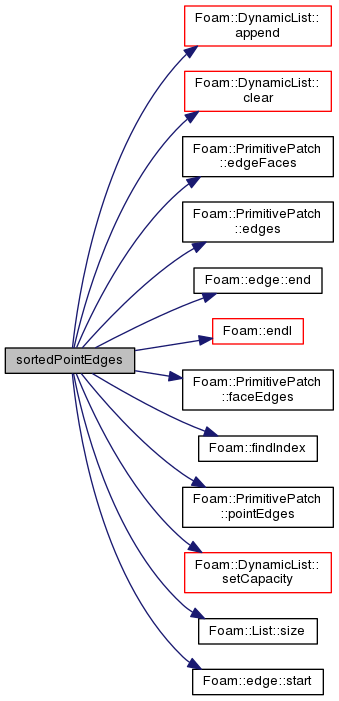 Foam::DynamicList::
append
Foam::DynamicList::
clear
Foam::PrimitivePatch
::edgeFaces
Foam::PrimitivePatch
::edges
Foam::edge::end
Foam::endl
sortedPointEdges
Foam::PrimitivePatch
::faceEdges
Foam::findIndex
Foam::PrimitivePatch
::pointEdges
Foam::DynamicList::
setCapacity
Foam::List::size
Foam::edge::start